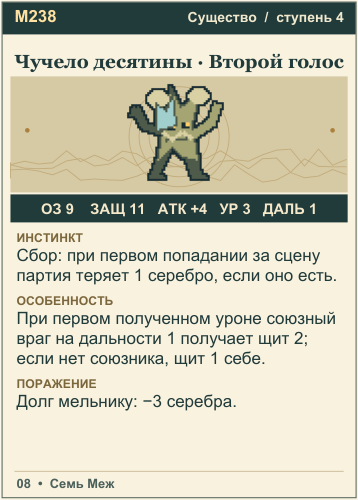 M238
Существо / ступень 4
Чучело десятины · Второй голос
ОЗ 9 ЗАЩ 11 АТК +4 УР 3 ДАЛЬ 1
ИНСТИНКТ
Сбор: при первом попадании за сцену
партия теряет 1 серебро, если оно есть.
ОСОБЕННОСТЬ
При первом полученном уроне союзный
враг на дальности 1 получает щит 2;
если нет союзника, щит 1 себе.
ПОРАЖЕНИЕ
Долг мельнику: −3 серебра.
08 • Семь Меж